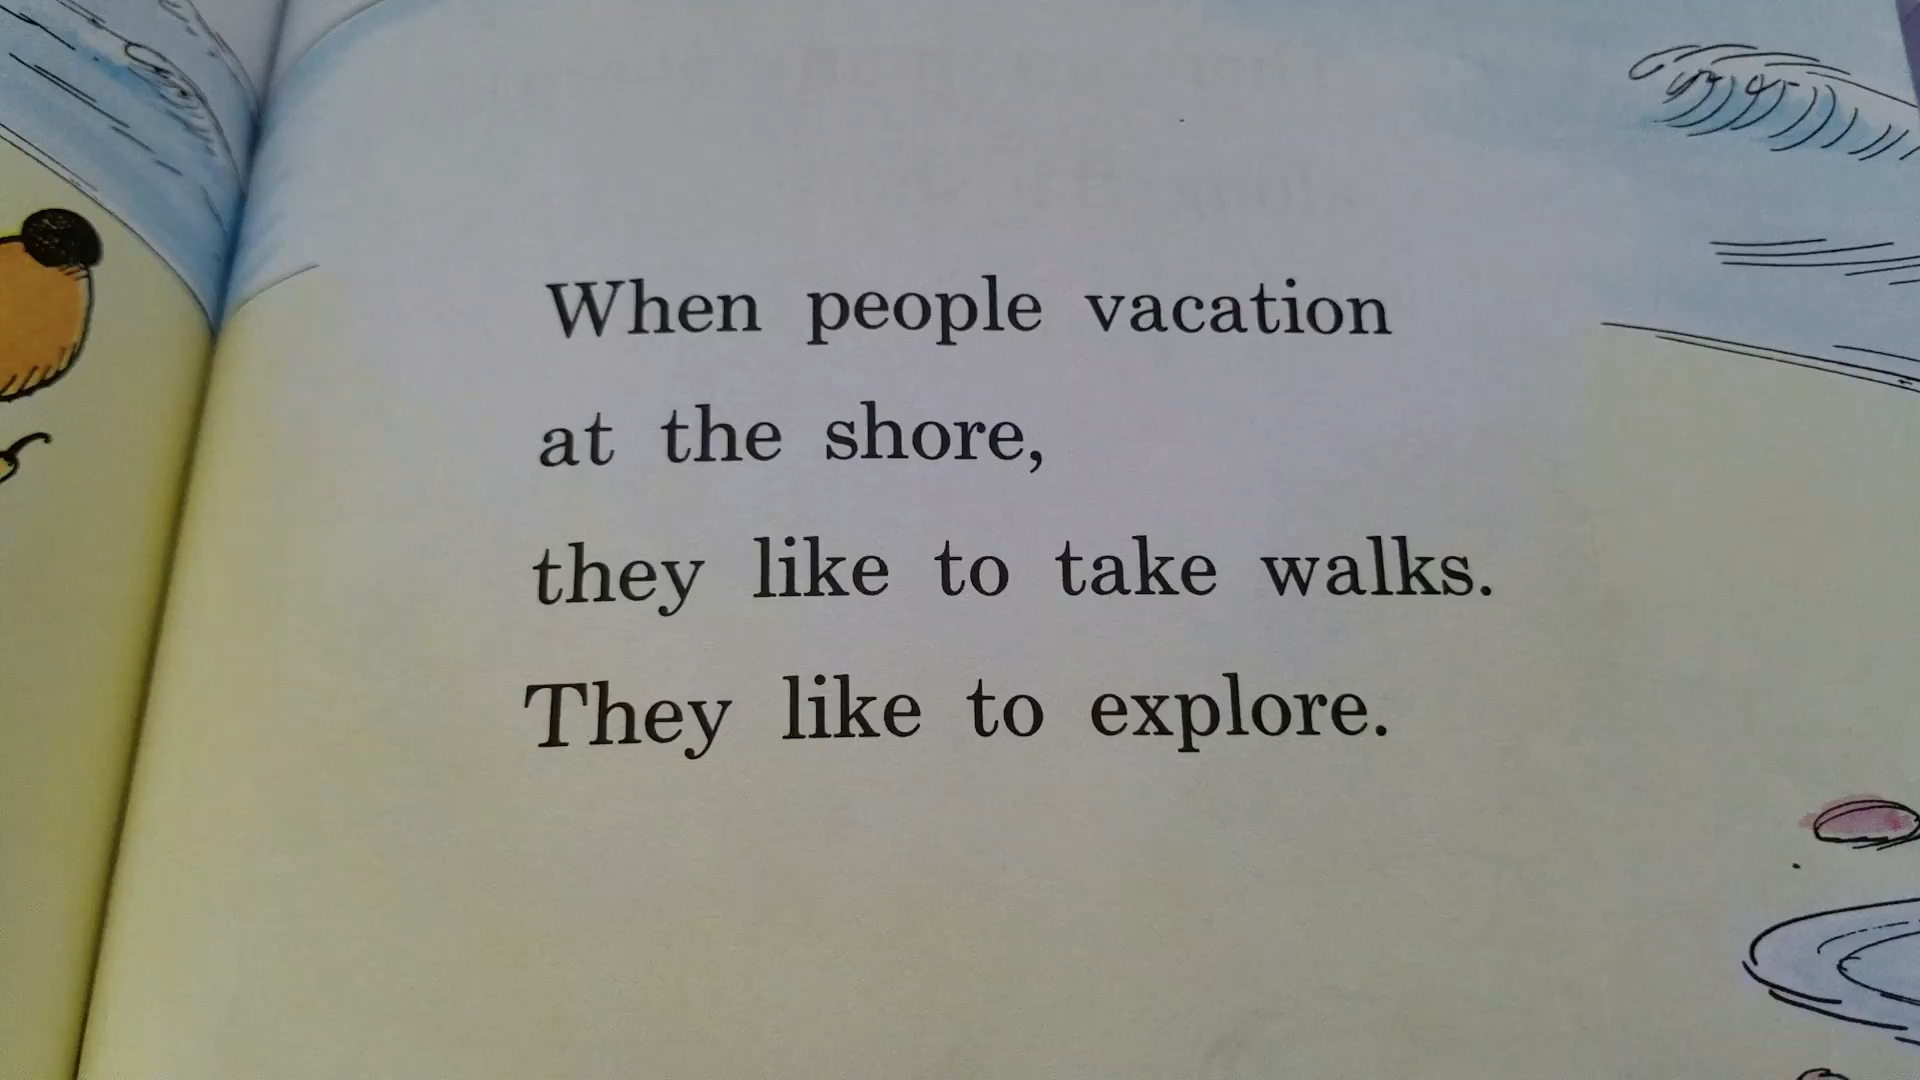 When people vacation
at the shore,
they like to take walks.
They like to explore.